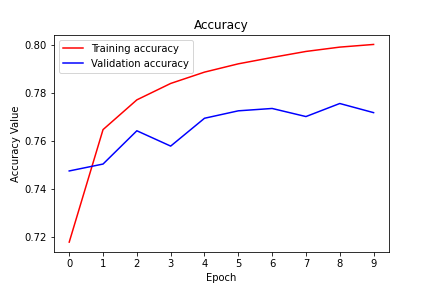 Accuracy
Training accuracy
Validation accuracy
Accuracy Value
0.80
0.78
0.76
0.74
0.72
0 1 2 3 4 5 6 7 8 9
Epoch